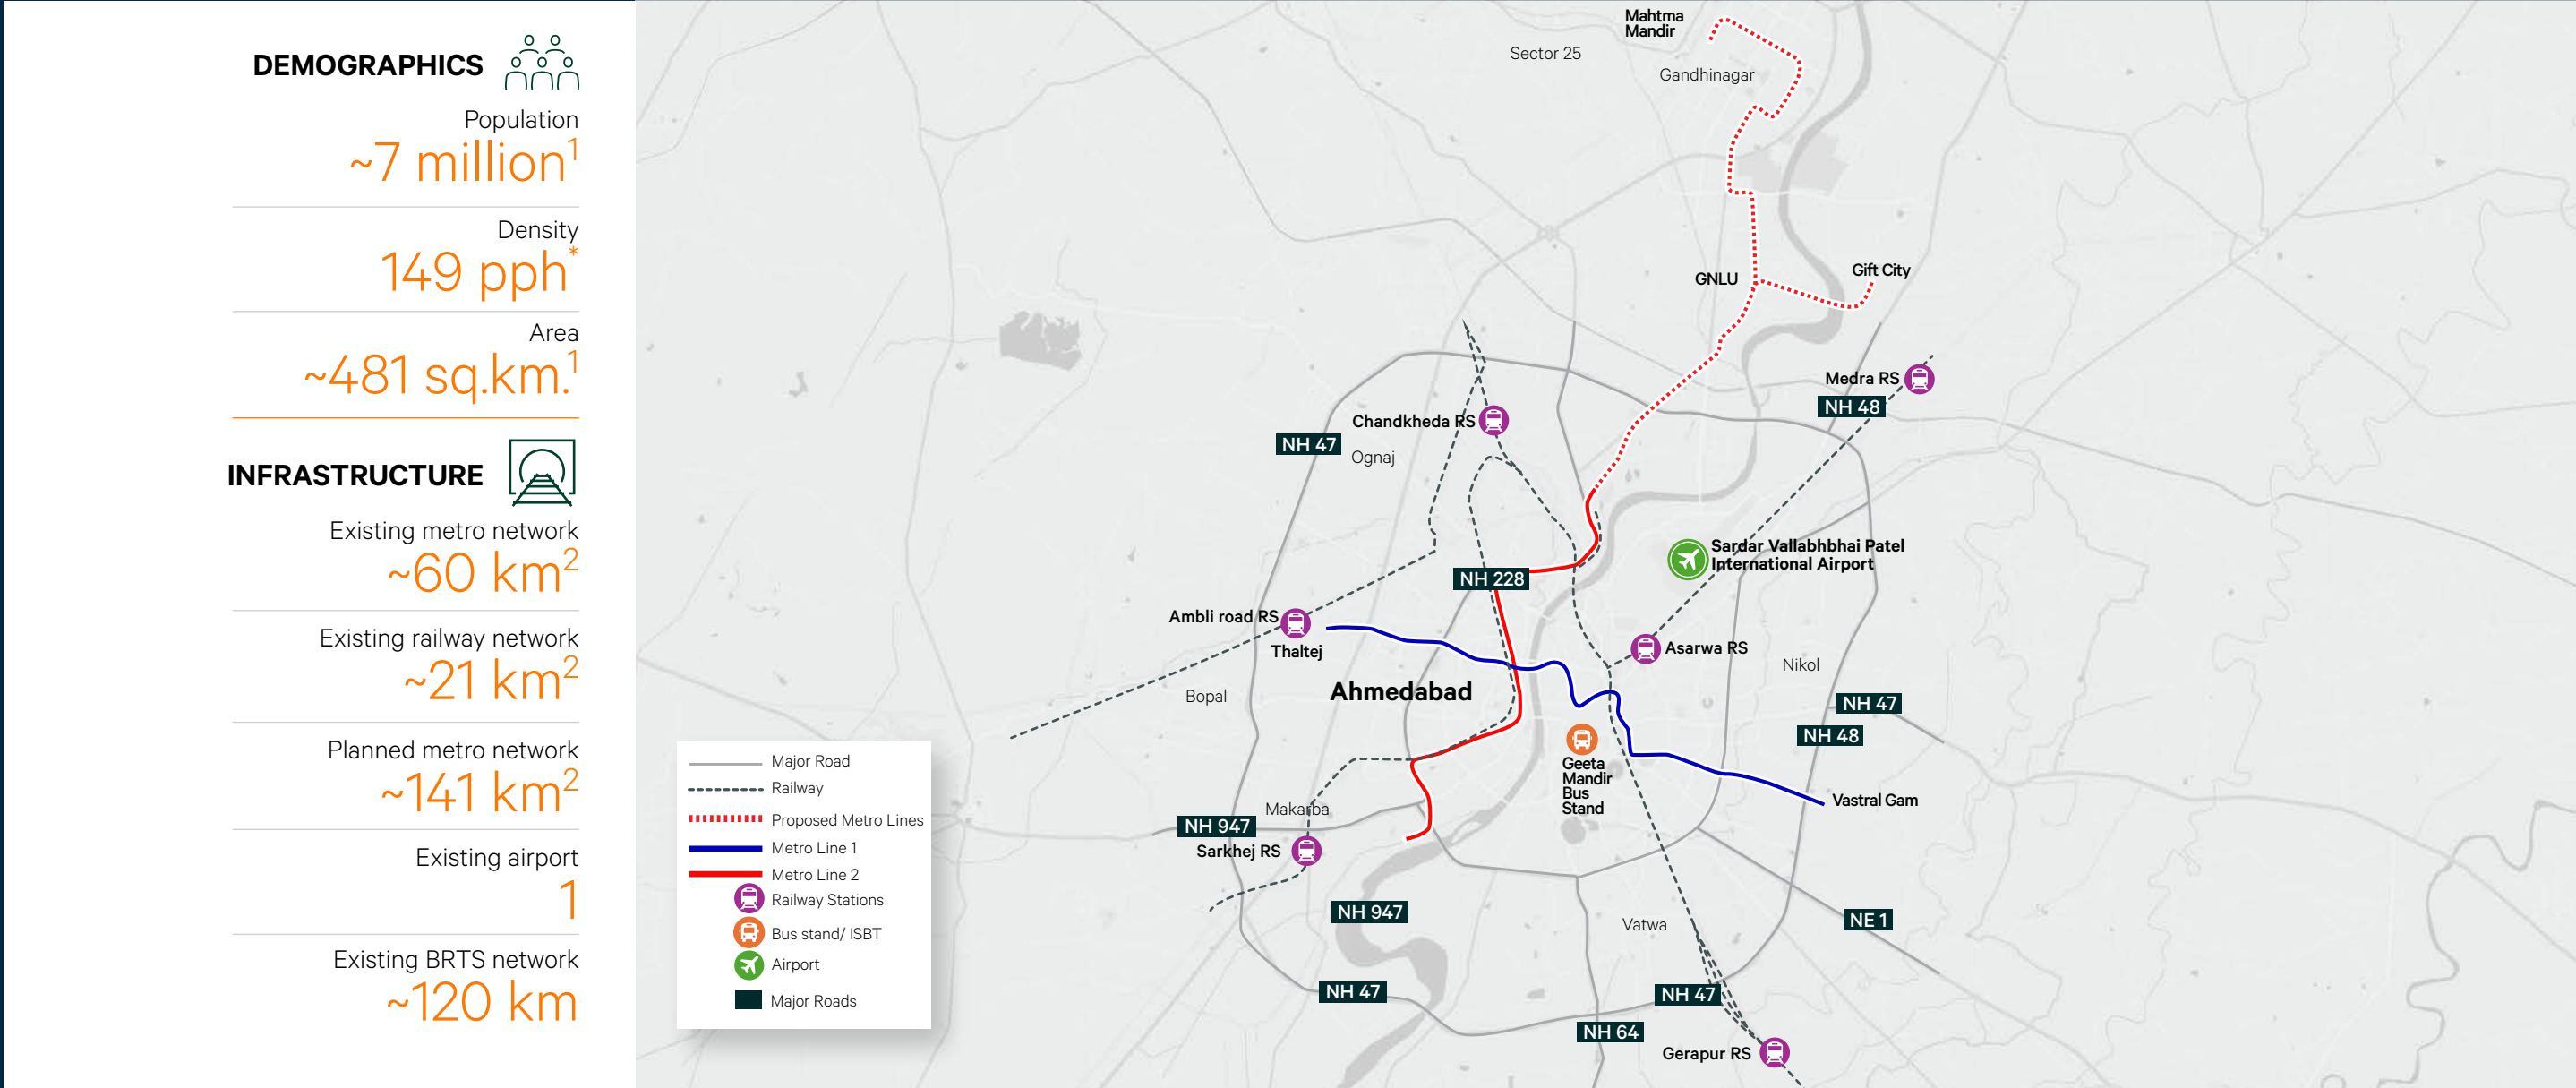 DEMOGRAPHICS
Population
~7 million1
Density
149 pph*
Area
~481 sq.km.1
INFRASTRUCTURE
Existing metro network
~60 km2
Existing railway network
~21 km2
Planned metro network
~141 km2
Existing airport
1
Existing BRTS network
~120 km
Mahtma
Mandir
Sector 25
Gandhinagar
GNLU
Gift City
Medra RS
NH 48
Chandkheda RS
NH 47
Ognaj
Sardar Vallabhbhai Patel
International Airport
NH 228
Ambli road RS
Thaltej
Asarwa RS
Nikol
Bopal
Ahmedabad
NH 47
NH 48
Geeta
Mandir
Bus
Stand
Vastral Gam
Makarba
NH 947
Sarkhej RS
NH 947
Vatwa
NE 1
NH 47
NH 47
NH 64
Gerapur RS
Major Road
Railway
Proposed Metro Lines
Metro Line 1
Metro Line 2
Railway Stations
Bus stand/ ISBT
Airport
Major Roads